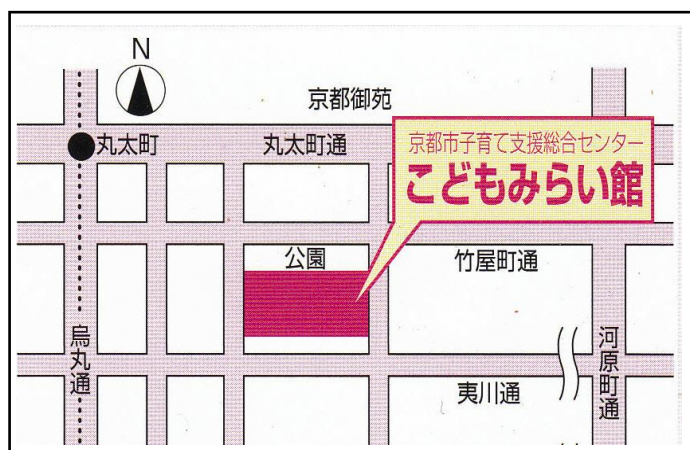 N
京都御苑
丸太町
丸太町通
京都市子育て支援総合センター
こどもみらい館
公園
竹屋町通
烏丸通
河原町通
夷川通